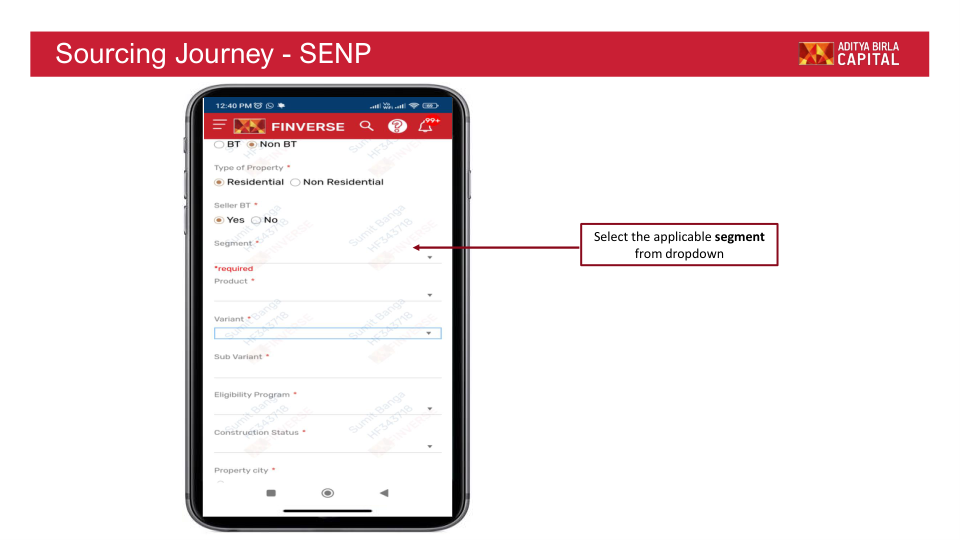 Sourcing Journey - SENP
ADITYA BIRLA
CAPITAL
12:40 PM
FINVERSE
99+
BT Non BT
Type of Property *
Residential Non Residential
Seller BT *
Yes No
Segment *
*required
Product *
Variant *
Sub Variant *
Eligibility Program *
Construction Status *
Property city *
Sumit Banga
HF343718
FINVERSE
Select the applicable segment
from dropdown